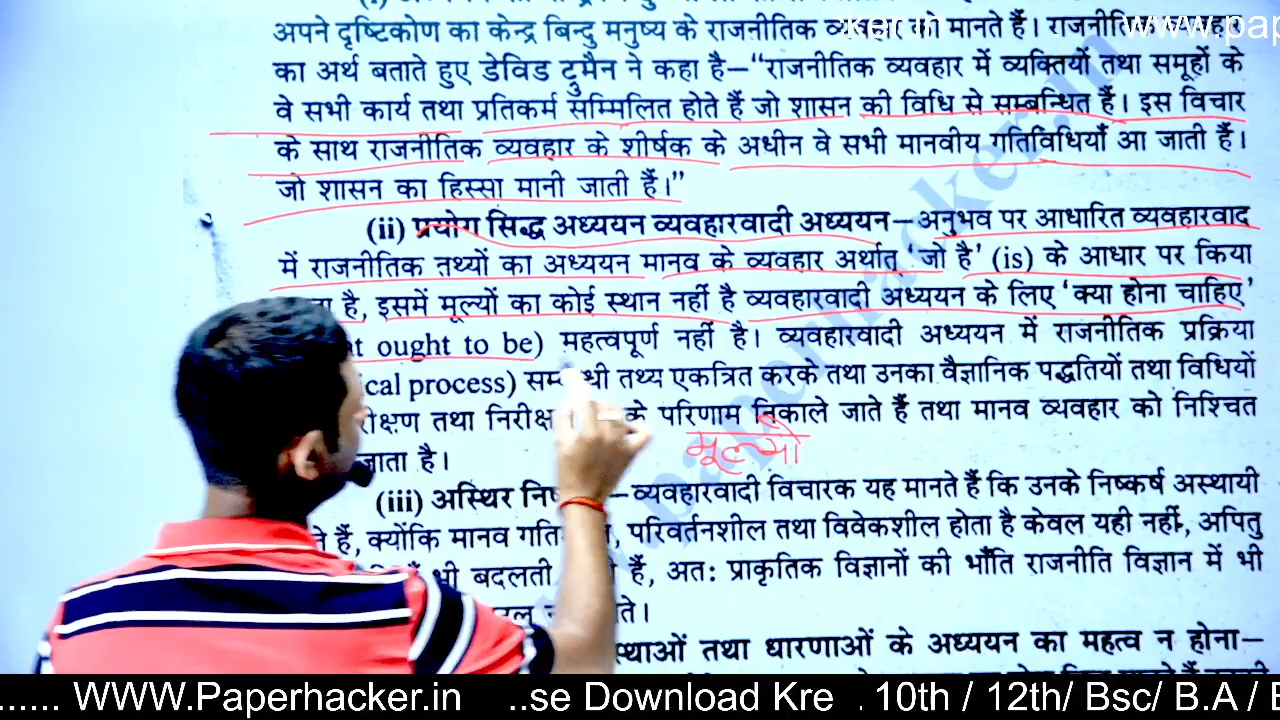 अपने दृष्टिकोण का केन्द्र बिन्दु मनुष्य के राजनीतिक व्यवहार को मानते हैं। राजनीतिक
का अर्थ बताते हुए डेविड ट्रुमैन ने कहा है–“राजनीतिक व्यवहार में व्यक्तियों तथा समूहों के
वे सभी कार्य तथा प्रतिकर्म सम्मिलित होते हैं जो शासन की विधि से सम्बन्धित हैं। इस विचार
के साथ राजनीतिक व्यवहार के शीर्षक के अधीन वे सभी मानवीय गतिविधियाँ आ जाती हैं।
जो शासन का हिस्सा मानी जाती हैं।”
(ii) प्रयोग सिद्ध अध्ययन व्यवहारवादी अध्ययन–अनुभव पर आधारित व्यवहारवाद
में राजनीतिक तथ्यों का अध्ययन मानव के व्यवहार अर्थात् ‘जो है’ (is) के आधार पर किया
है, इसमें मूल्यों का कोई स्थान नहीं है व्यवहारवादी अध्ययन के लिए ‘क्या होना चाहिए’
ought to be) महत्वपूर्ण नहीं है। व्यवहारवादी अध्ययन में राजनीतिक प्रक्रिया
process) तथ्य एकत्रित करके तथा उनका वैज्ञानिक पद्धतियों तथा विधियों
तथा के परिणाम निकाले जाते हैं तथा मानव व्यवहार को निश्चित
मूल्यो
जाता है।
(iii) अस्थिर –व्यवहारवादी विचारक यह मानते हैं कि उनके निष्कर्ष अस्थायी
हैं, क्योंकि मानव परिवर्तनशील तथा विवेकशील होता है केवल यही नहीं, अपितु
भी बदलती हैं, अतः प्राकृतिक विज्ञानों की भाँति राजनीति विज्ञान में भी
तथा धारणाओं के अध्ययन का महत्व न होना–
...... WWW.Paperhacker.in ..se Download Kre . 10th / 12th/ Bsc/ B.A /